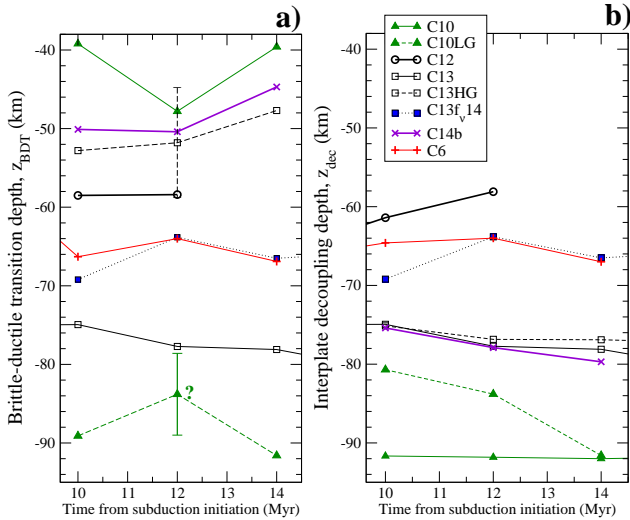 a)
b)
C10
C10LG
C12
C13
C13HG
C13f_ν14
C14b
C6
Brittle-ductile transition depth, z_BDT (km)
-40
-50
-60
-70
-80
-90
?
10
11
12
13
14
Time from subduction initiation (Myr)
Interplate decoupling depth, z_dec (km)
-40
-50
-60
-70
-80
-90
10
11
12
13
14
Time from subduction initiation (Myr)